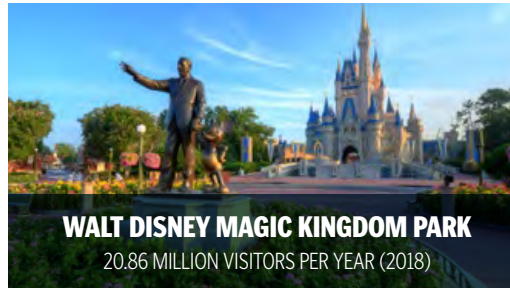 WALT DISNEY MAGIC KINGDOM PARK
20.86 MILLION VISITORS PER YEAR (2018)